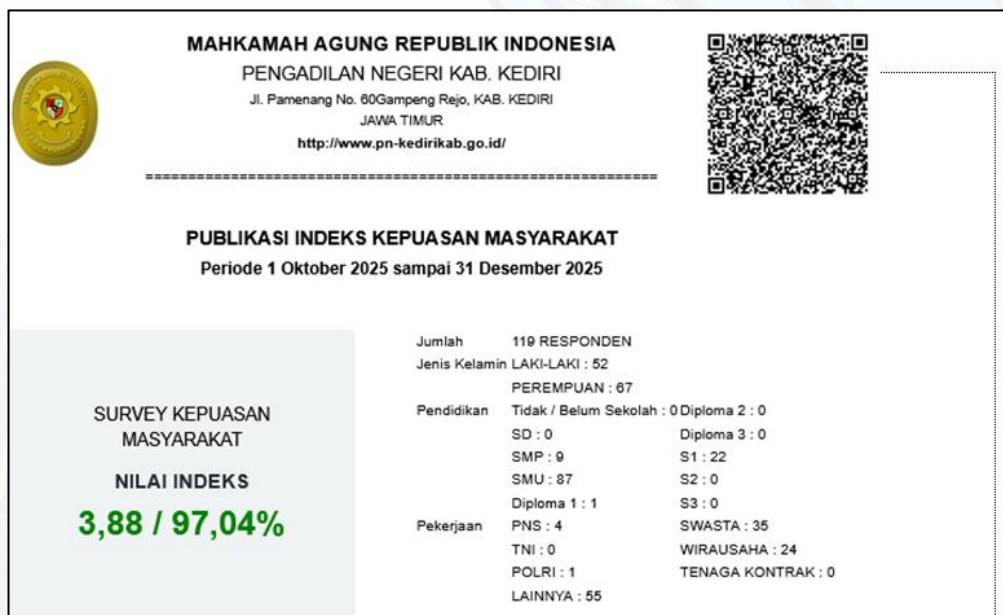 MAHKAMAH AGUNG REPUBLIK INDONESIA
PENGADILAN NEGERI KAB. KEDIRI
Jl. Pamenang No. 60Gampeng Rejo, KAB. KEDIRI
JAWA TIMUR
http://www.pn-kedirikab.go.id/
============================================================
PUBLIKASI INDEKS KEPUASAN MASYARAKAT
Periode 1 Oktober 2025 sampai 31 Desember 2025
SURVEY KEPUASAN
MASYARAKAT
NILAI INDEKS
3,88 / 97,04%
Jumlah 119 RESPONDEN
Jenis Kelamin LAKI-LAKI : 52
PEREMPUAN : 67
Pendidikan Tidak / Belum Sekolah : 0 Diploma 2 : 0
SD : 0 Diploma 3 : 0
SMP : 9 S1 : 22
SMU : 87 S2 : 0
Diploma 1 : 1 S3 : 0
Pekerjaan PNS : 4 SWASTA : 35
TNI : 0 WIRAUSAHA : 24
POLRI : 1 TENAGA KONTRAK : 0
LAINNYA : 55